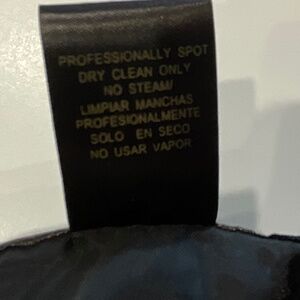 PROFESSIONALLY SPOT
DRY CLEAN ONLY
NO STEAM/
LIMPIAR MANCHAS
PROFESIONALMENTE
SOLO EN SECO
NO USAR VAPOR